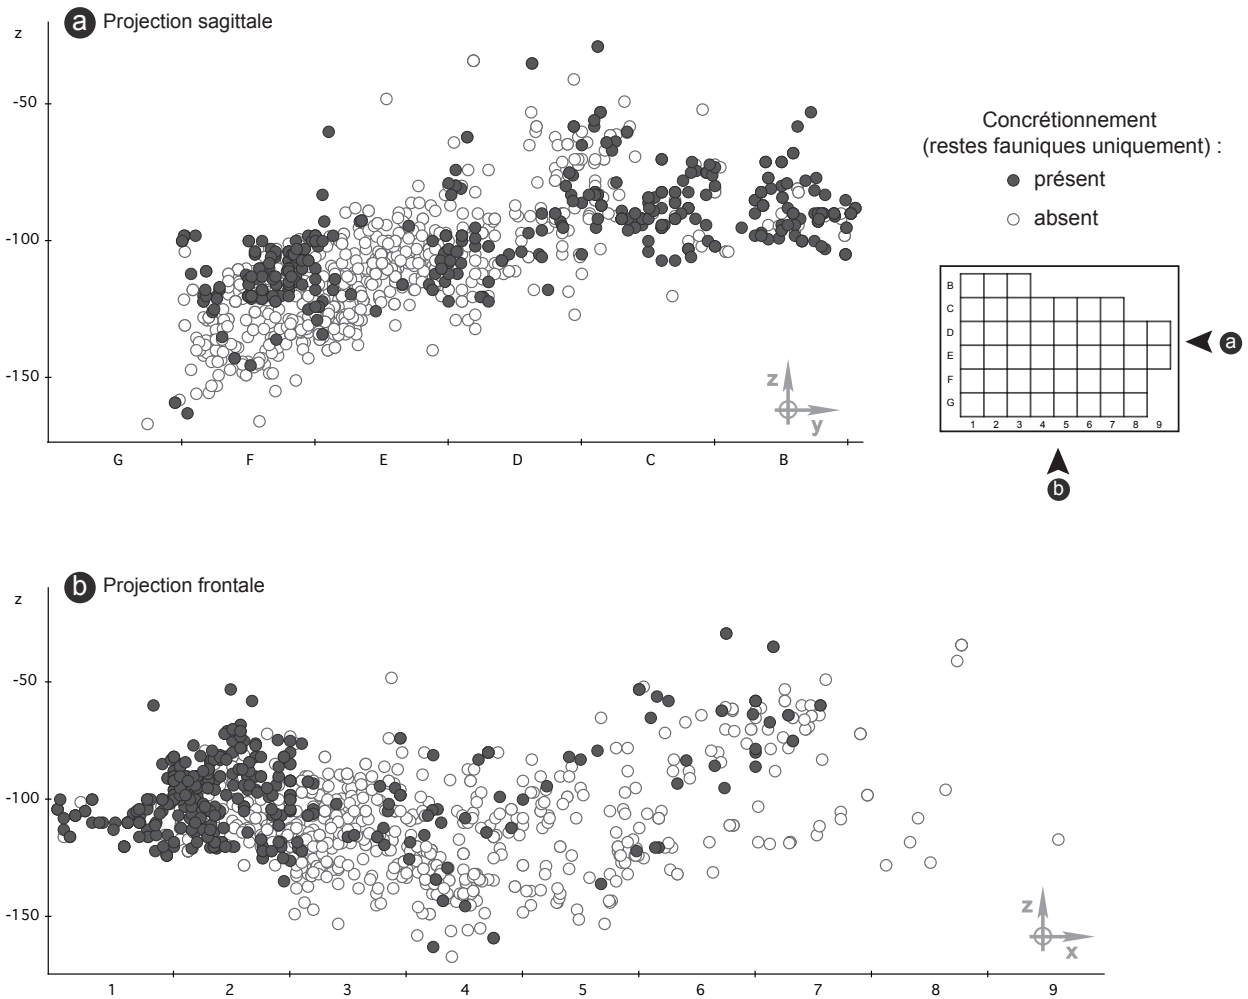 a Projection sagittale
z
-50
-100
-150
z
y
G F E D C B
Concrétionnement
(restes fauniques uniquement) :
présent
absent
B
C
D
E
F
G
1 2 3 4 5 6 7 8 9
a
b
b Projection frontale
z
-50
-100
-150
z
x
1 2 3 4 5 6 7 8 9